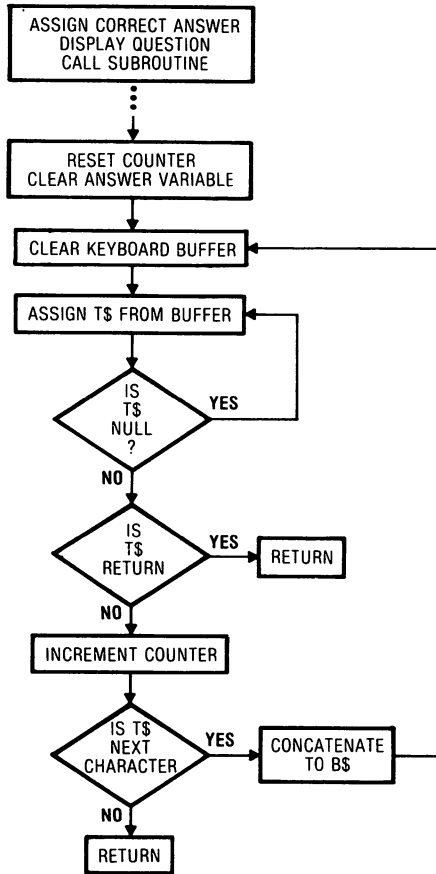 ASSIGN CORRECT ANSWER
DISPLAY QUESTION
CALL SUBROUTINE
RESET COUNTER
CLEAR ANSWER VARIABLE
CLEAR KEYBOARD BUFFER
ASSIGN T$ FROM BUFFER
IS
T$
NULL
?
YES
NO
IS
T$
RETURN
YES
RETURN
NO
INCREMENT COUNTER
IS T$
NEXT
CHARACTER
YES
CONCATENATE
TO B$
NO
RETURN